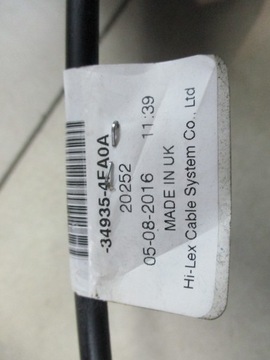 -34935-4EA0A
20252
05-08-2016 11:39
MADE IN UK
Hi-Lex Cable System Co., Ltd